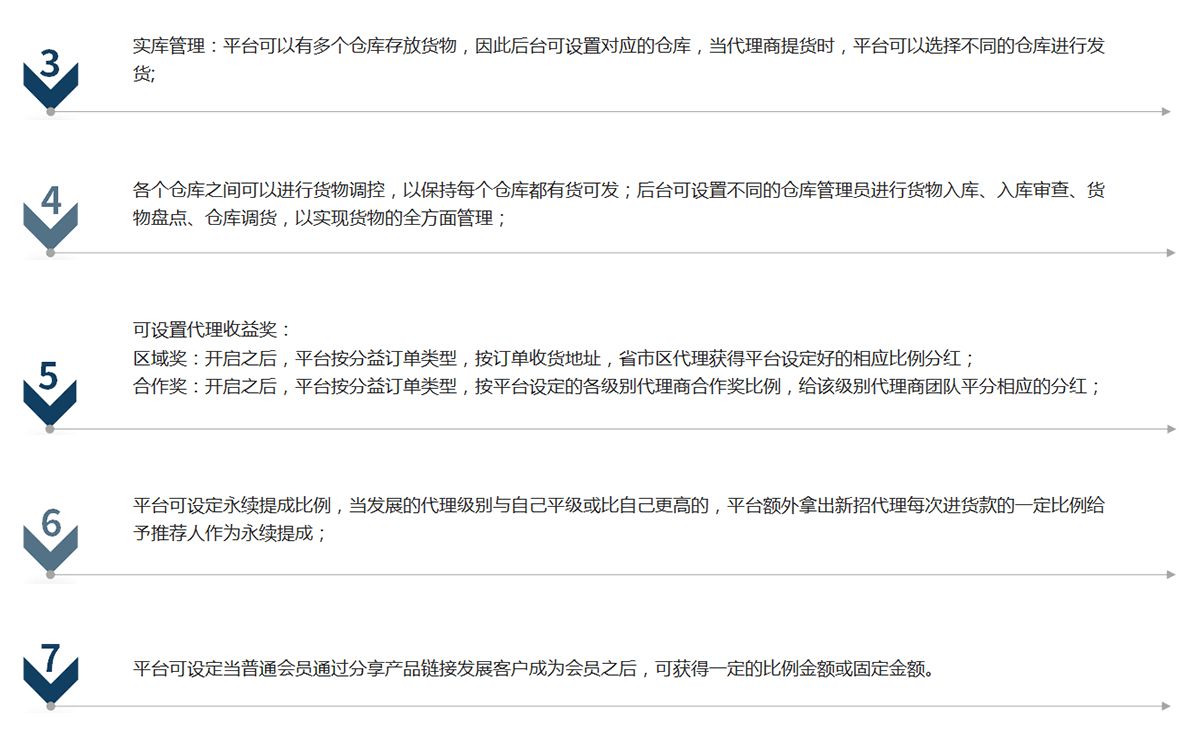 3
实库管理：平台可以有多个仓库存放货物，因此后台可设置对应的仓库，当代理商提货时，平台可以选择不同的仓库进行发
货;
4
各个仓库之间可以进行货物调控，以保持每个仓库都有货可发；后台可设置不同的仓库管理员进行货物入库、入库审查、货
物盘点、仓库调货，以实现货物的全方面管理；
5
可设置代理收益奖：
区域奖：开启之后，平台按分益订单类型，按订单收货地址，省市区代理获得平台设定好的相应比例分红；
合作奖：开启之后，平台按分益订单类型，按平台设定的各级别代理商合作奖比例，给该级别代理商团队平分相应的分红；
6
平台可设定永续提成比例，当发展的代理级别与自己平级或比自己更高的，平台额外拿出新招代理每次进货款的一定比例给
予推荐人作为永续提成；
7
平台可设定当普通会员通过分享产品链接发展客户成为会员之后，可获得一定的比例金额或固定金额。